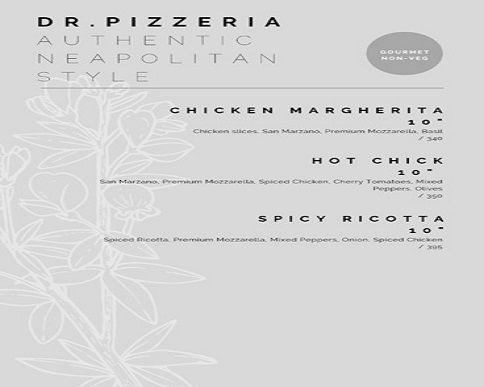 DR.PIZZERIA
AUTHENTIC
NEAPOLITAN
STYLE
GOURMET
NON-VEG
CHICKEN MARGHERITA
10"
Chicken slices, San Marzano, Premium Mozzarella, Basil
/ 340
HOT CHICK
10"
San Marzano, Premium Mozzarella, Spiced Chicken, Cherry Tomatoes, Mixed
Peppers, Olives
/ 350
SPICY RICOTTA
10"
Spiced Ricotta, Premium Mozzarella, Mixed Peppers, Onion, Spiced Chicken
/ 395